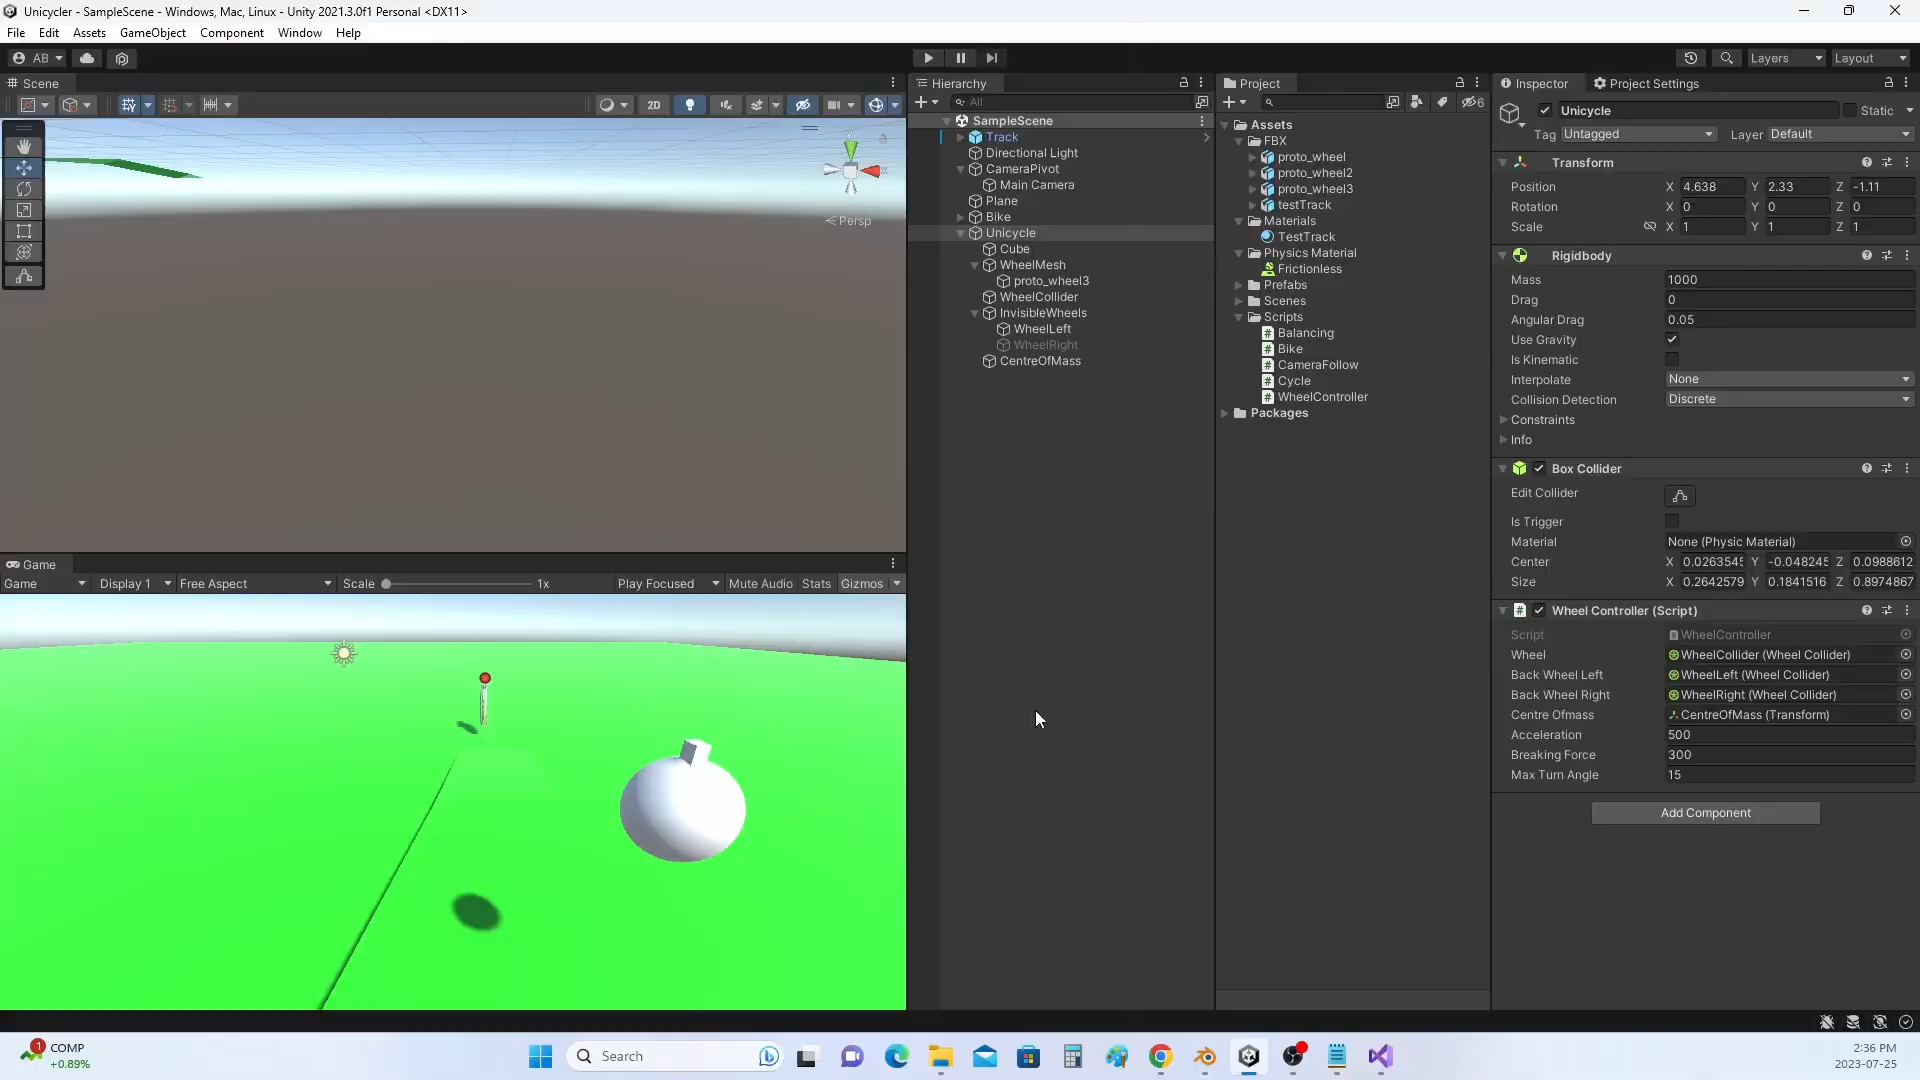 Unicycler - SampleScene - Windows, Mac, Linux - Unity 2021.3.0f1 Personal <DX11>
File Edit Assets GameObject Component Window Help
AB Layers Layout
Scene
2D
Persp
Game
Game Display 1 Free Aspect Scale 1x Play Focused Mute Audio Stats Gizmos
Hierarchy
All
SampleScene
Track
Directional Light
CameraPivot
Main Camera
Plane
Bike
Unicycle
Cube
WheelMesh
proto_wheel3
WheelCollider
InvisibleWheels
WheelLeft
WheelRight
CentreOfMass
Project
6
Assets
FBX
proto_wheel
proto_wheel2
proto_wheel3
testTrack
Materials
TestTrack
Physics Material
Frictionless
Prefabs
Scenes
Scripts
Balancing
Bike
CameraFollow
Cycle
WheelController
Packages
Inspector Project Settings
Unicycle Static
Tag Untagged Layer Default
Transform
Position X 4.638 Y 2.33 Z -1.11
Rotation X 0 Y 0 Z 0
Scale X 1 Y 1 Z 1
Rigidbody
Mass 1000
Drag 0
Angular Drag 0.05
Use Gravity
Is Kinematic
Interpolate None
Collision Detection Discrete
Constraints
Info
Box Collider
Edit Collider
Is Trigger
Material None (Physic Material)
Center X 0.0263545 Y -0.048245 Z 0.0988612
Size X 0.2642579 Y 0.1841516 Z 0.8974867
Wheel Controller (Script)
Script WheelController
Wheel WheelCollider (Wheel Collider)
Back Wheel Left WheelLeft (Wheel Collider)
Back Wheel Right WheelRight (Wheel Collider)
Centre Ofmass CentreOfMass (Transform)
Acceleration 500
Breaking Force 300
Max Turn Angle 15
Add Component
1 COMP
+0.89%
Search
2:36 PM
2023-07-25